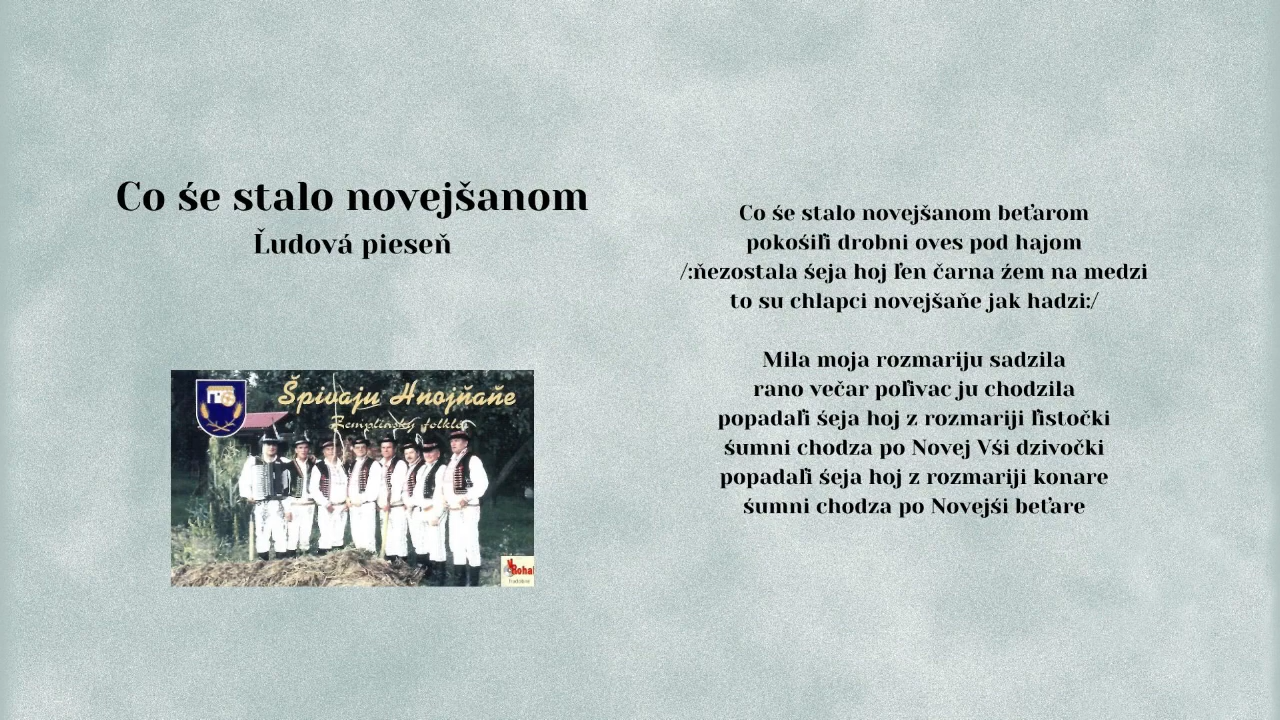 Co śe stalo novejšanom
Ľudová pieseň
Špivaju Hnojňaňe
Zemplínsky folklór
Rohaľ
Co śe stalo novejšanom beťarom
pokośiľi drobni oves pod hajom
/:ňezostala śeja hoj ľen čarna źem na medzi
to su chlapci novejšaňe jak hadzi:/
Mila moja rozmariju sadzila
rano večar poľivac ju chodzila
popadaľi śeja hoj z rozmariji ľistočki
śumni chodza po Novej Vśi dzivočki
popadaľi śeja hoj z rozmariji konare
śumni chodza po Novejśi beťare